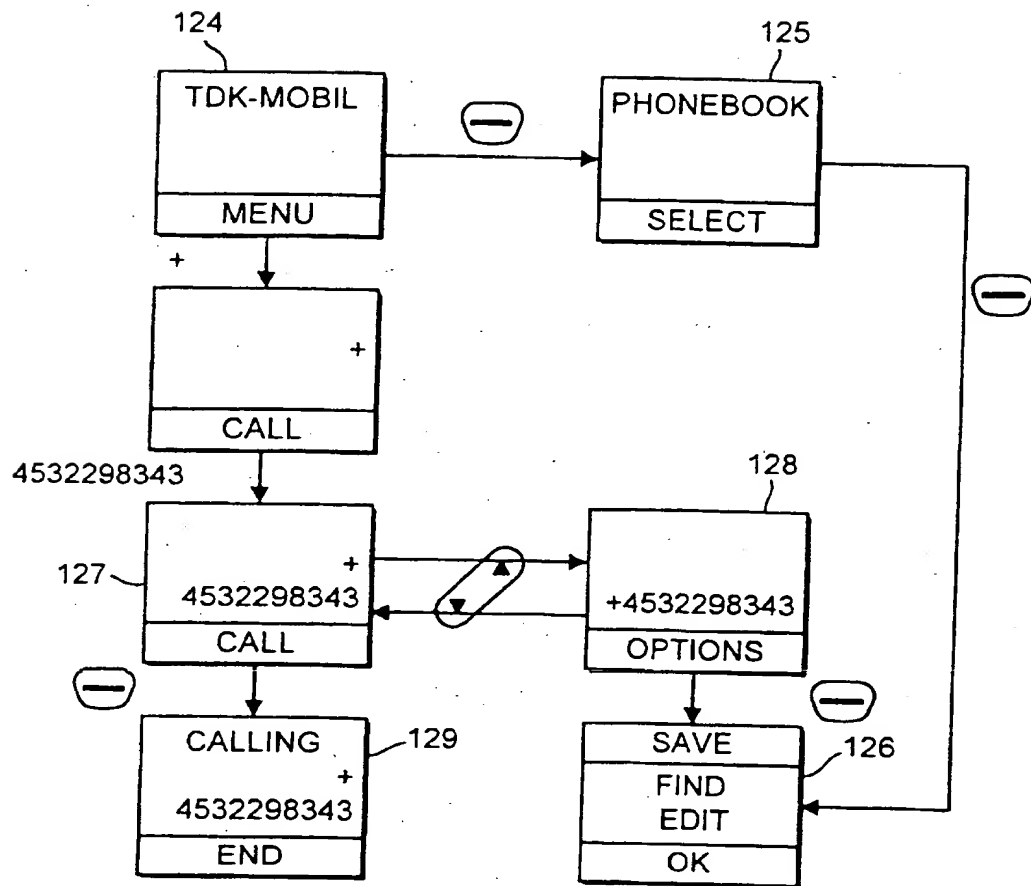 124
TDK-MOBIL
MENU
125
PHONEBOOK
SELECT
+
+
CALL
4532298343
127
+
4532298343
CALL
128
+4532298343
OPTIONS
129
CALLING
+
4532298343
END
126
SAVE
FIND
EDIT
OK